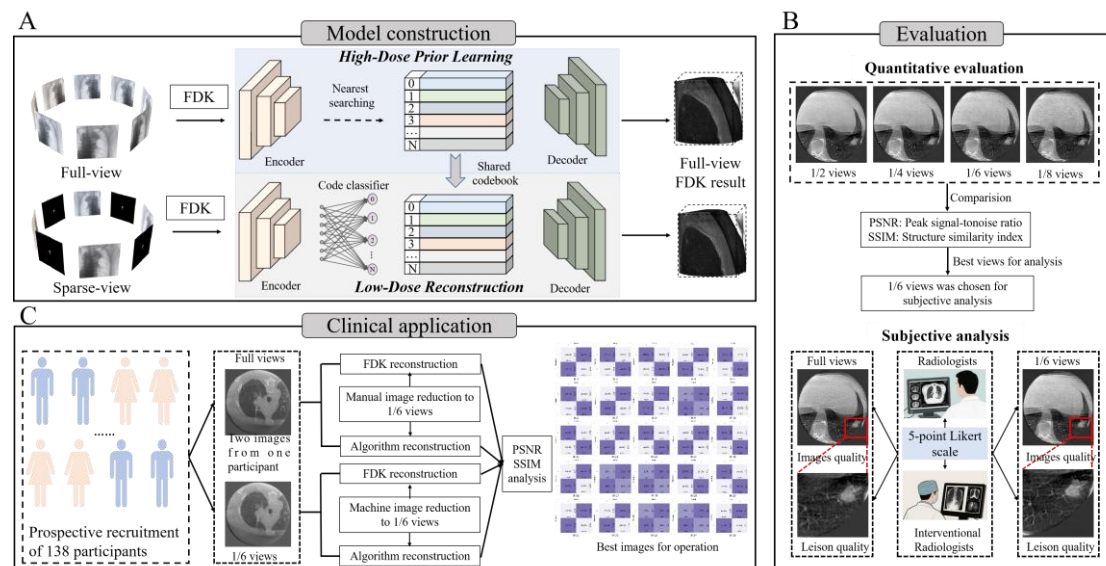 A
Model construction
High-Dose Prior Learning
FDK
Nearest
searching
0
1
2
3
...
N
Encoder
Decoder
Full-view
Full-view
FDK result
Shared
codebook
Code classifier
FDK
0
1
2
⋮
N
0
1
2
3
...
N
Encoder
Decoder
Sparse-view
Low-Dose Reconstruction
B
Evaluation
Quantitative evaluation
1/2 views
1/4 views
1/6 views
1/8 views
Comparision
PSNR: Peak signal-tonoise ratio
SSIM: Structure similarity index
Best views for analysis
1/6 views was chosen for
subjective analysis
Subjective analysis
Full views
Radiologists
1/6 views
5-point Likert
scale
Images quality
Images quality
Leison quality
Interventional
Radiologists
Leison quality
C
Clinical application
......
Prospective recruitment
of 138 participants
Full views
Two images
from one
participant
1/6 views
FDK reconstruction
Manual image reduction to
1/6 views
Algorithm reconstruction
FDK reconstruction
Machine image reduction
to 1/6 views
Algorithm reconstruction
PSNR
SSIM
analysis
Best images for operation